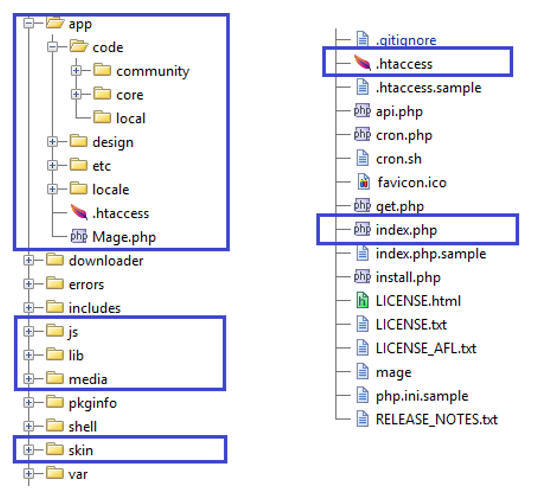 app
code
community
core
local
design
etc
locale
.htaccess
Mage.php
downloader
errors
includes
js
lib
media
pkginfo
shell
skin
var
.gitignore
.htaccess
.htaccess.sample
php api.php
php cron.php
cron.sh
favicon.ico
php get.php
php index.php
index.php.sample
php install.php
h LICENSE.html
LICENSE.txt
LICENSE_AFL.txt
mage
php.ini.sample
RELEASE_NOTES.txt